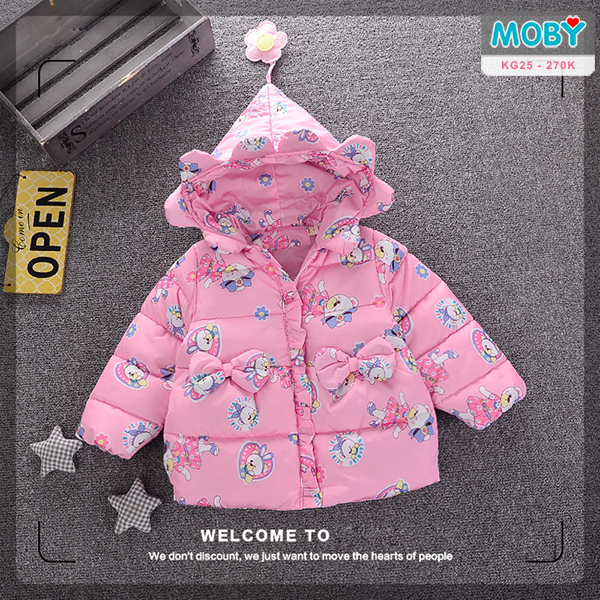 MOBY
KG25 - 270K
Come in
OPEN
WELCOME TO
We don't discount, we just want to move the hearts of people